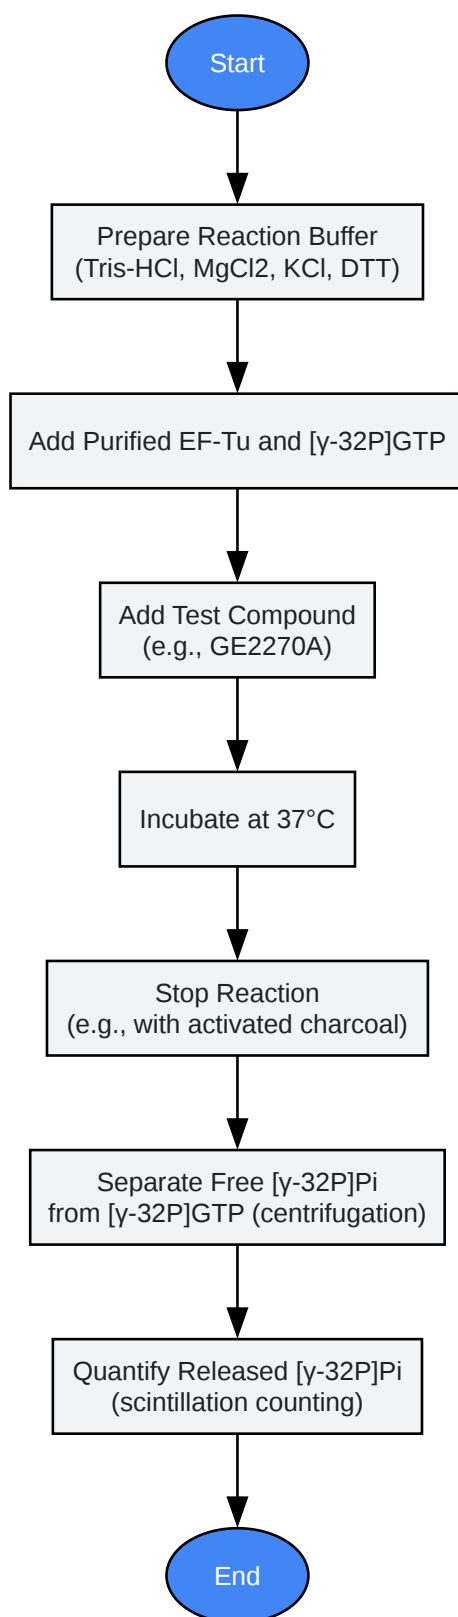 Start
Prepare Reaction Buffer
(Tris-HCl, MgCl2, KCl, DTT)
Add Purified EF-Tu and [γ-32P]GTP
Add Test Compound
(e.g., GE2270A)
Incubate at 37°C
Stop Reaction
(e.g., with activated charcoal)
Separate Free [γ-32P]Pi
from [γ-32P]GTP (centrifugation)
Quantify Released [γ-32P]Pi
(scintillation counting)
End